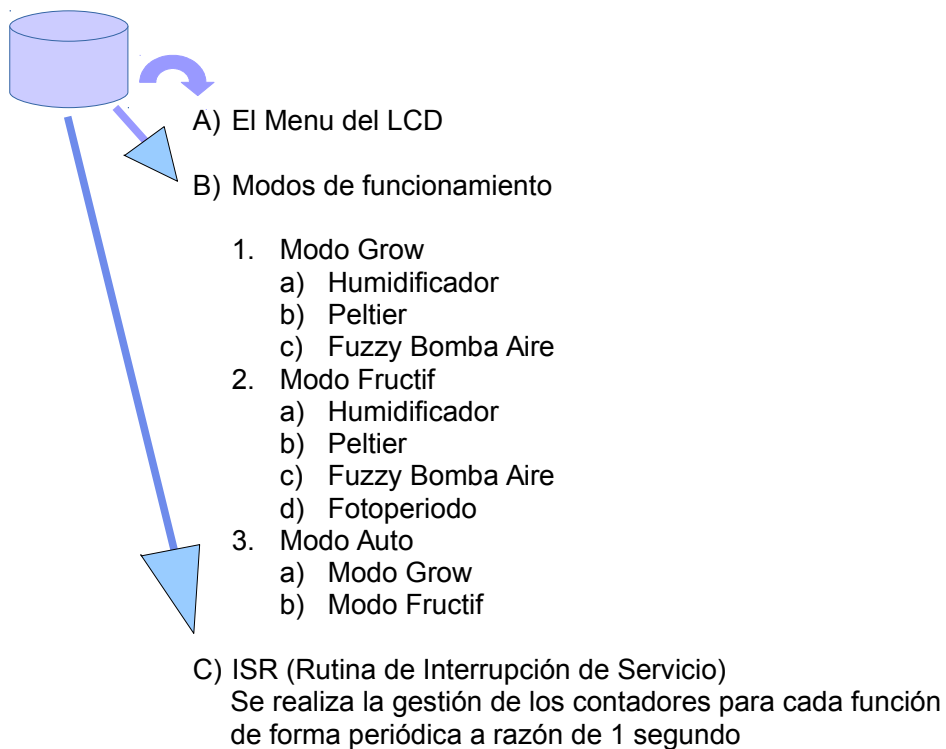 A) El Menu del LCD
B) Modos de funcionamiento
1. Modo Grow
a) Humidificador
b) Peltier
c) Fuzzy Bomba Aire
2. Modo Fructif
a) Humidificador
b) Peltier
c) Fuzzy Bomba Aire
d) Fotoperiodo
3. Modo Auto
a) Modo Grow
b) Modo Fructif
C) ISR (Rutina de Interrupción de Servicio)
Se realiza la gestión de los contadores para cada función
de forma periódica a razón de 1 segundo